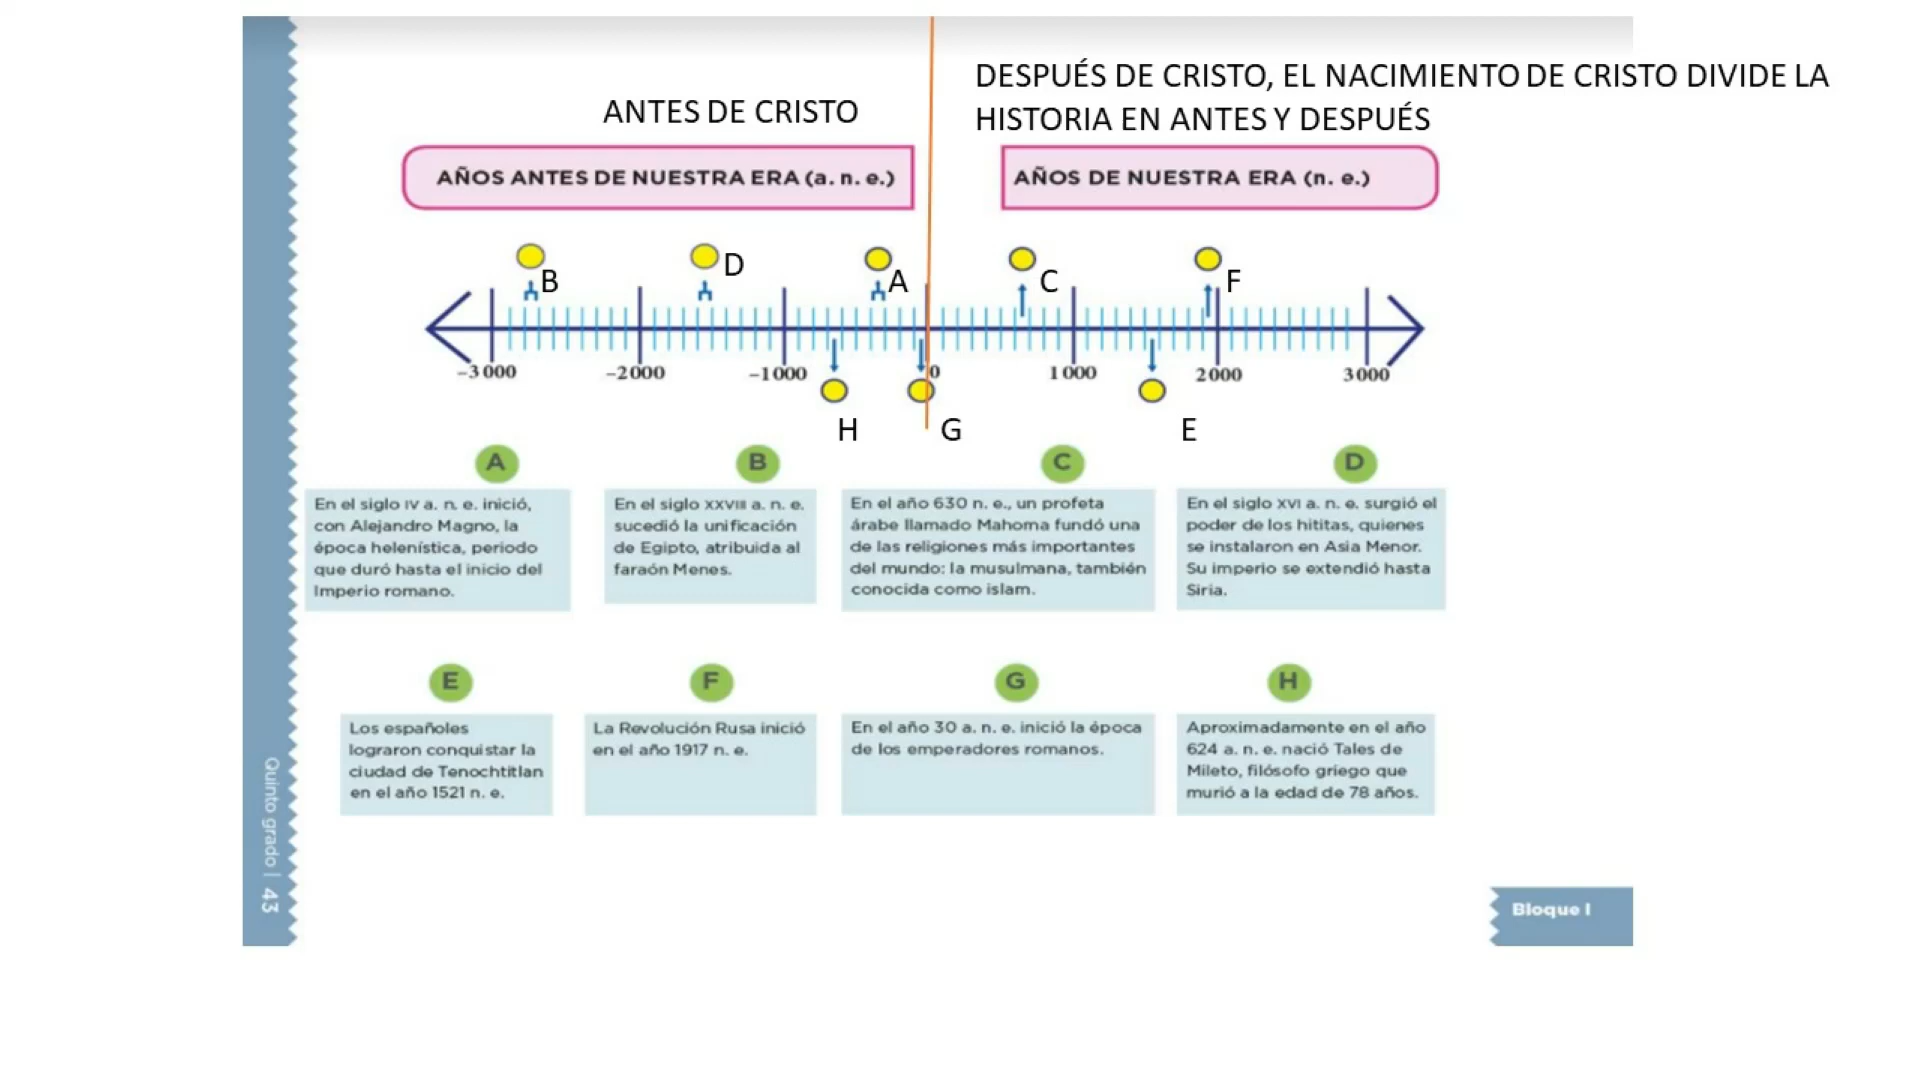 DESPUÉS DE CRISTO, EL NACIMIENTO DE CRISTO DIVIDE LA
HISTORIA EN ANTES Y DESPUÉS
ANTES DE CRISTO
AÑOS ANTES DE NUESTRA ERA (a. n. e.)
AÑOS DE NUESTRA ERA (n. e.)
B
D
A
C
F
–3 000
–2 000
–1 000
0
1 000
2 000
3 000
H
G
E
A
En el siglo IV a. n. e. inició,
con Alejandro Magno, la
época helenística, periodo
que duró hasta el inicio del
Imperio romano.
B
En el siglo XXVIII a. n. e.
sucedió la unificación
de Egipto, atribuida al
faraón Menes.
C
En el año 630 n. e., un profeta
árabe llamado Mahoma fundó una
de las religiones más importantes
del mundo: la musulmana, también
conocida como islam.
D
En el siglo XVI a. n. e. surgió el
poder de los hititas, quienes
se instalaron en Asia Menor.
Su imperio se extendió hasta
Siria.
E
Los españoles
lograron conquistar la
ciudad de Tenochtitlan
en el año 1521 n. e.
F
La Revolución Rusa inició
en el año 1917 n. e.
G
En el año 30 a. n. e. inició la época
de los emperadores romanos.
H
Aproximadamente en el año
624 a. n. e. nació Tales de
Mileto, filósofo griego que
murió a la edad de 78 años.
Quinto grado | 43
Bloque I